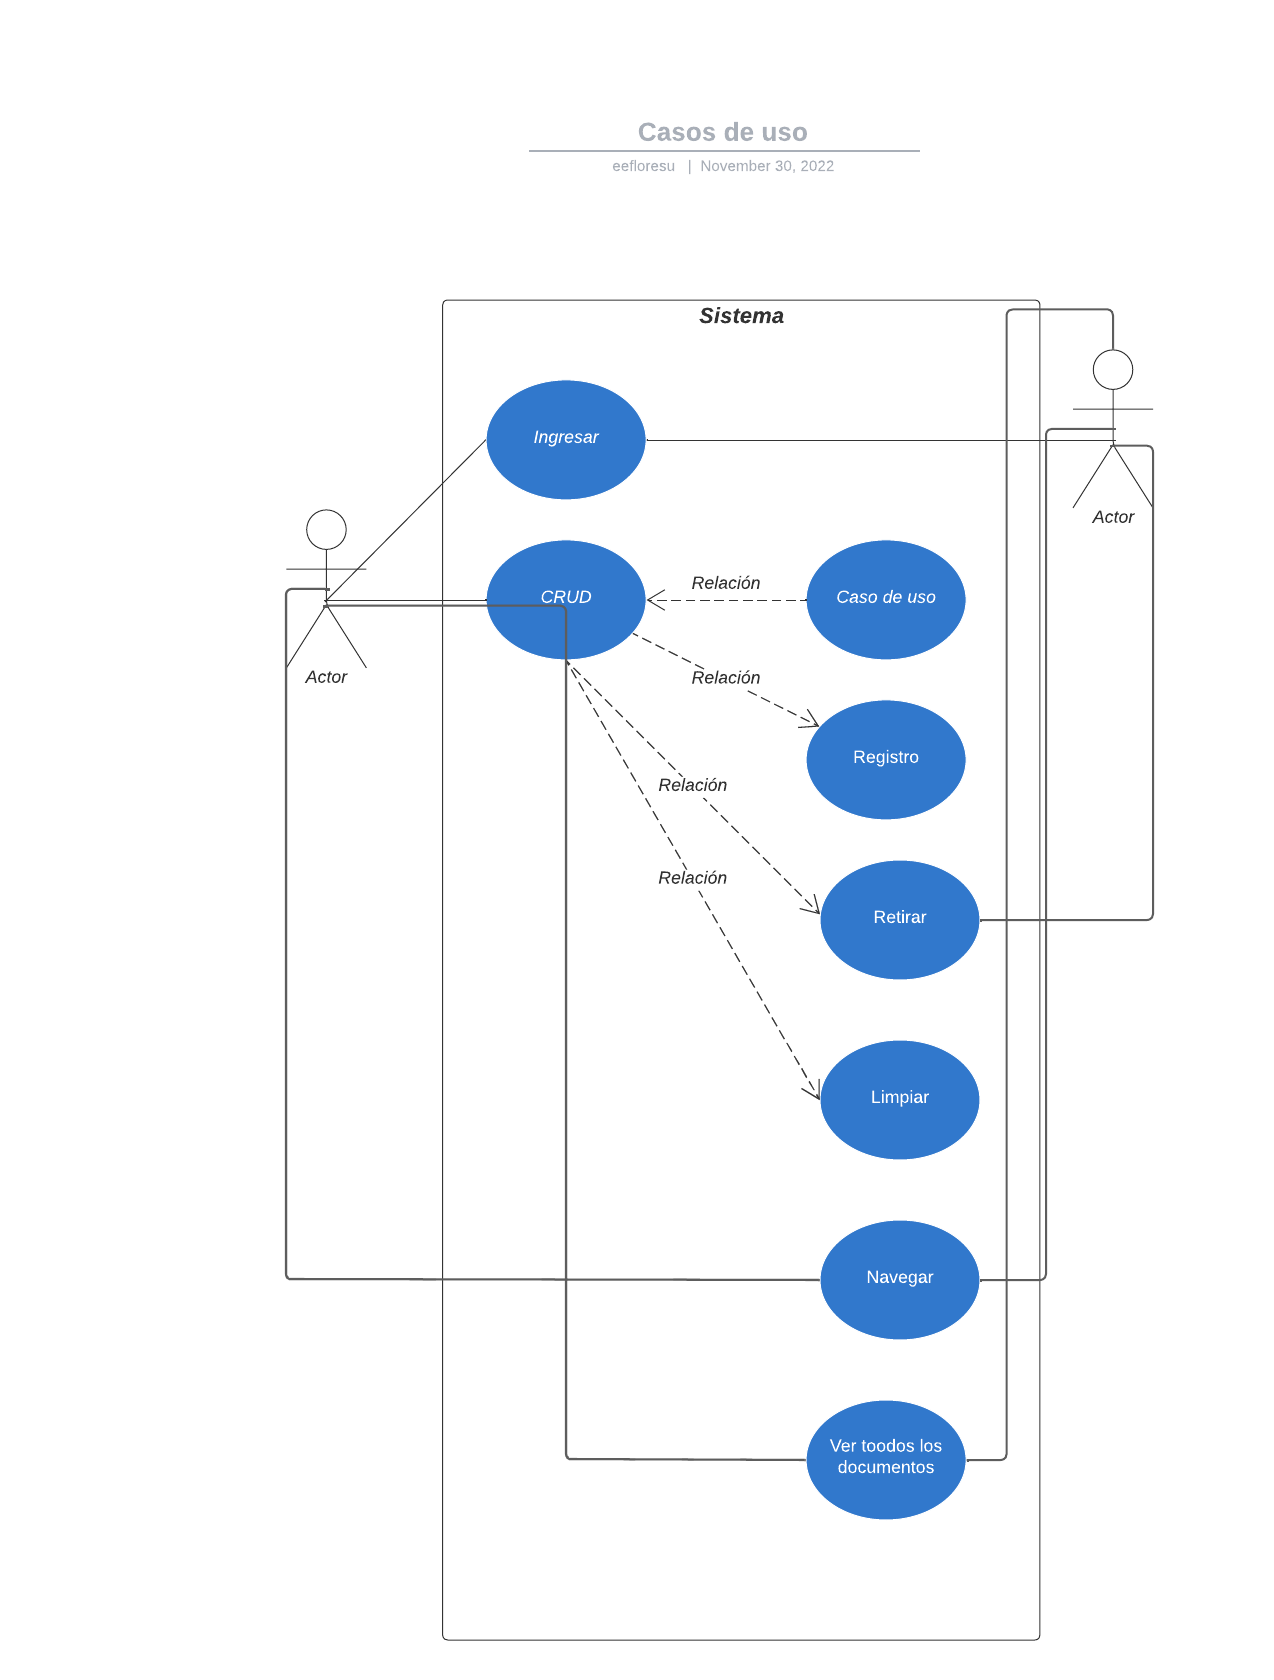 Casos de uso
eefloresu | November 30, 2022
Sistema
Ingresar
Actor
CRUD
Relación
Caso de uso
Actor
Relación
Registro
Relación
Relación
Retirar
Limpiar
Navegar
Ver toodos los
documentos